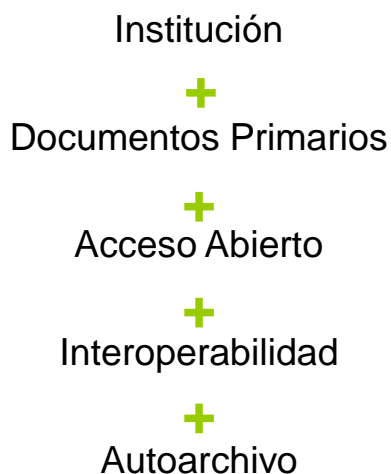 Institución
+
Documentos Primarios
+
Acceso Abierto
+
Interoperabilidad
+
Autoarchivo